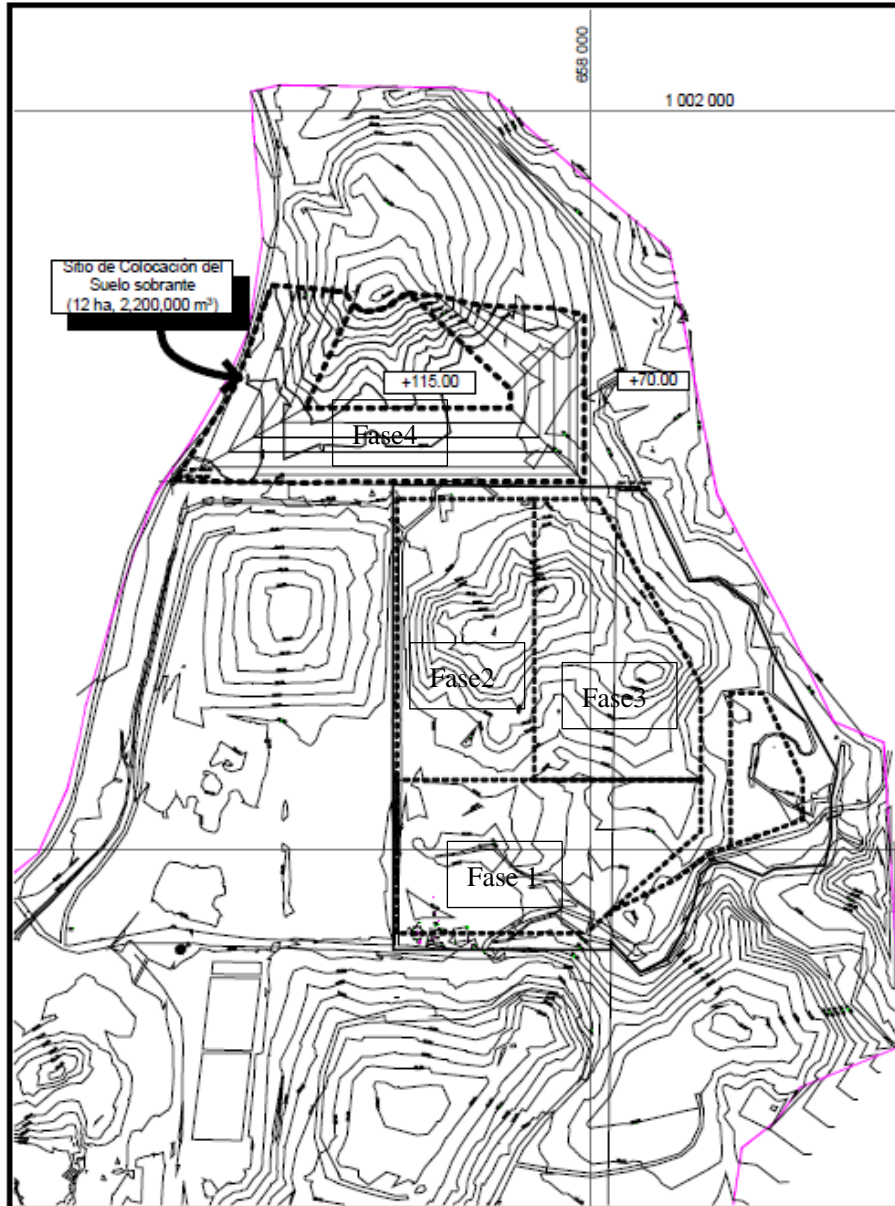 658 000
1 002 000
Sitio de Colocación del
Suelo sobrante
(12 ha, 2,200,000 m³)
+115.00
+70.00
Fase4
Fase2
Fase3
Fase 1